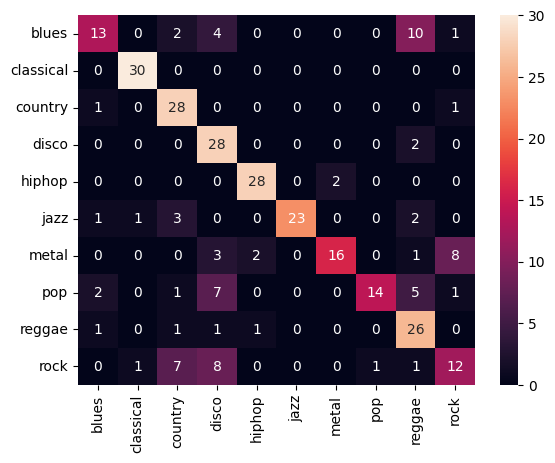 blues 13 0 2 4 0 0 0 0 10 1
classical 0 30 0 0 0 0 0 0 0 0
country 1 0 28 0 0 0 0 0 0 1
disco 0 0 0 28 0 0 0 0 2 0
hiphop 0 0 0 0 28 0 2 0 0 0
jazz 1 1 3 0 0 23 0 0 2 0
metal 0 0 0 3 2 0 16 0 1 8
pop 2 0 1 7 0 0 0 14 5 1
reggae 1 0 1 1 1 0 0 0 26 0
rock 0 1 7 8 0 0 0 1 1 12
blues classical country disco hiphop jazz metal pop reggae rock
30
25
20
15
10
5
0